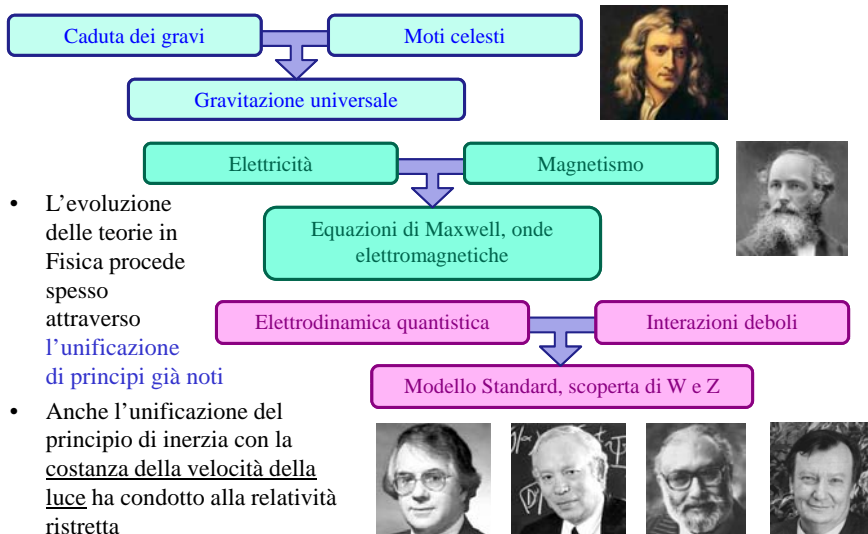 Caduta dei gravi
Moti celesti
Gravitazione universale
Elettricità
Magnetismo
Equazioni di Maxwell, onde
elettromagnetiche
• L'evoluzione
delle teorie in
Fisica procede
spesso
attraverso
l'unificazione
di principi già noti
Elettrodinamica quantistica
Interazioni deboli
Modello Standard, scoperta di W e Z
• Anche l'unificazione del
principio di inerzia con la
costanza della velocità della
luce ha condotto alla relatività
ristretta